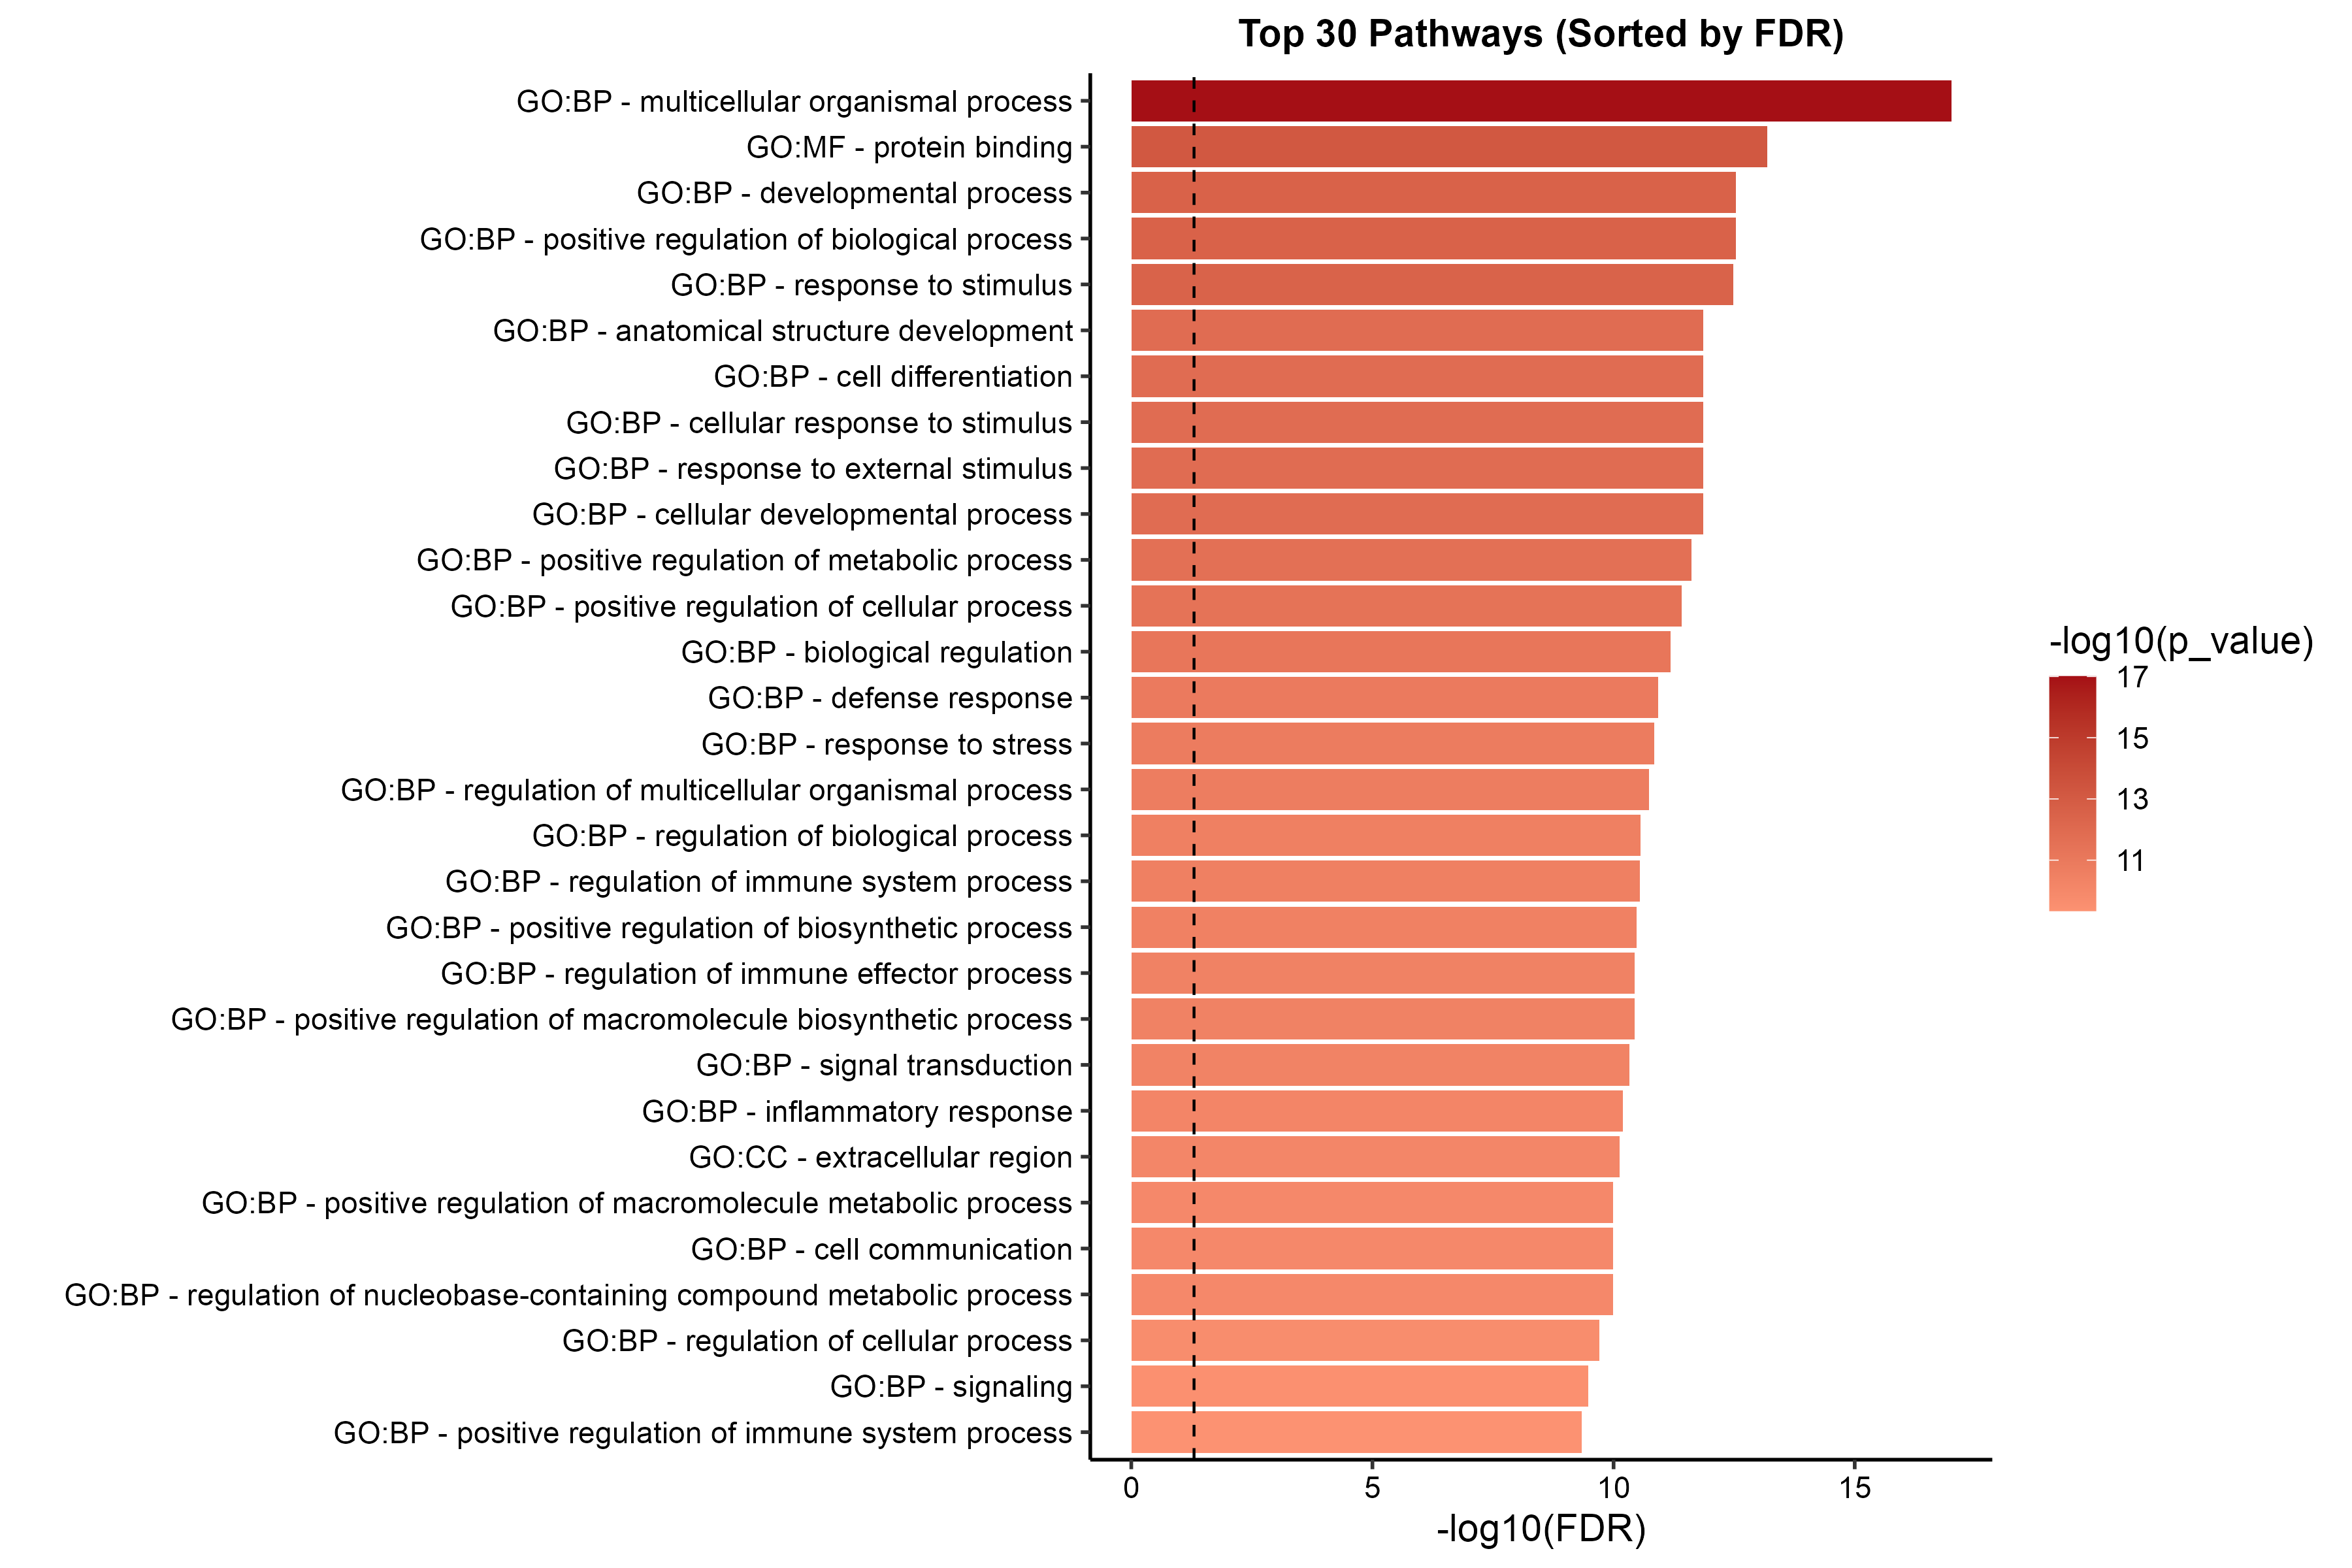 Top 30 Pathways (Sorted by FDR)
GO:BP - multicellular organismal process
GO:MF - protein binding
GO:BP - developmental process
GO:BP - positive regulation of biological process
GO:BP - response to stimulus
GO:BP - anatomical structure development
GO:BP - cell differentiation
GO:BP - cellular response to stimulus
GO:BP - response to external stimulus
GO:BP - cellular developmental process
GO:BP - positive regulation of metabolic process
GO:BP - positive regulation of cellular process
GO:BP - biological regulation
GO:BP - defense response
GO:BP - response to stress
GO:BP - regulation of multicellular organismal process
GO:BP - regulation of biological process
GO:BP - regulation of immune system process
GO:BP - positive regulation of biosynthetic process
GO:BP - regulation of immune effector process
GO:BP - positive regulation of macromolecule biosynthetic process
GO:BP - signal transduction
GO:BP - inflammatory response
GO:CC - extracellular region
GO:BP - positive regulation of macromolecule metabolic process
GO:BP - cell communication
GO:BP - regulation of nucleobase-containing compound metabolic process
GO:BP - regulation of cellular process
GO:BP - signaling
GO:BP - positive regulation of immune system process
0 5 10 15
-log10(FDR)
-log10(p_value)
17
15
13
11